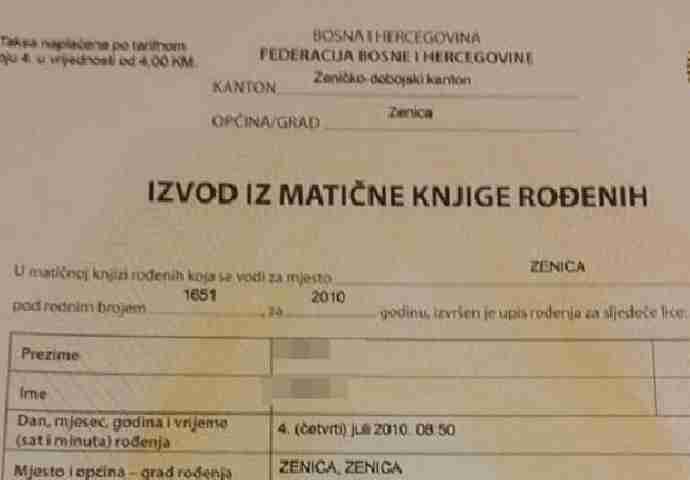 BOSNA I HERCEGOVINA
FEDERACIJA BOSNE I HERCEGOVINE
Taksa naplaćena po tarifnom
4. u vrijednosti od 4,00 KM.
KANTON Zeničko-dobojski kanton
OPĆINA/GRAD Zenica
IZVOD IZ MATIČNE KNJIGE ROĐENIH
U matičnoj knjizi rođenih koja se vodi za mjesto ZENICA
pod rednim brojem 1651, za 2010 godinu, izvršen je upis rođenja za sljedeće lice:
Prezime
Ime
Dan, mjesec, godina i vrijeme
(sat i minuta) rođenja
4. (četvrti) juli 2010. 08:50
Mjesto i općina – grad rođenja
ZENICA, ZENICA